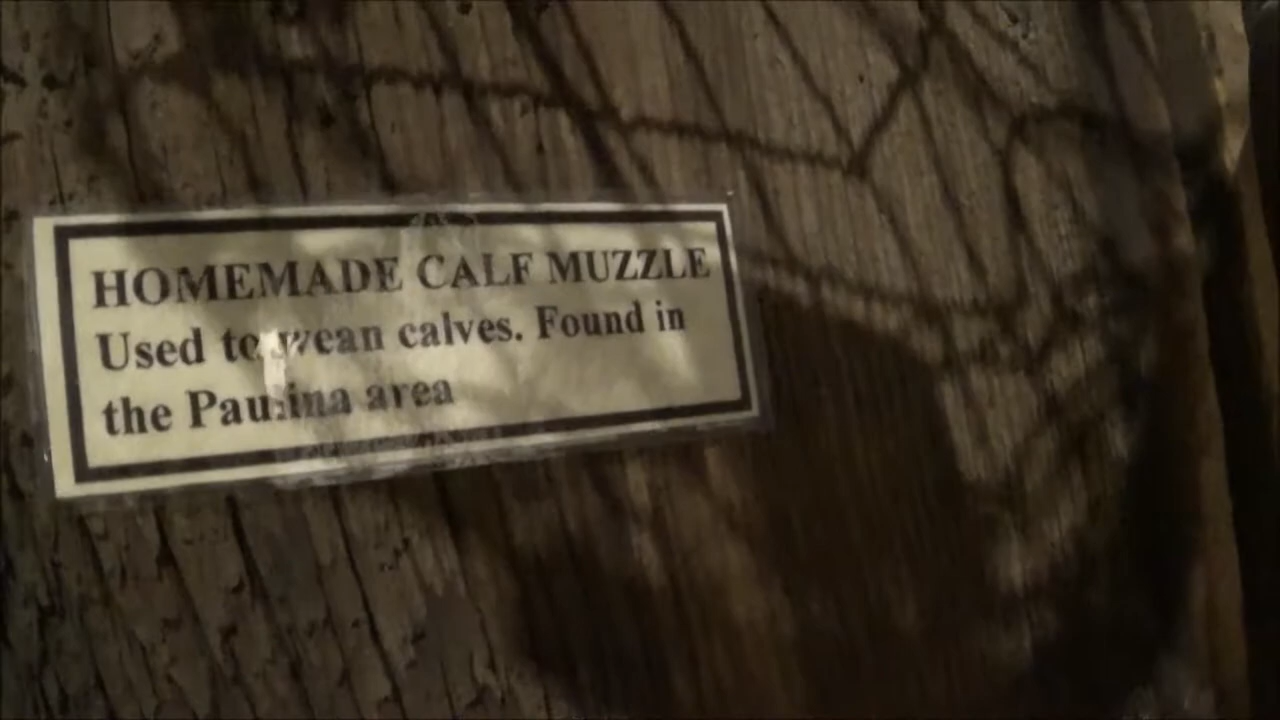 HOMEMADE CALF MUZZLE
Used to wean calves. Found in
the Paulina area